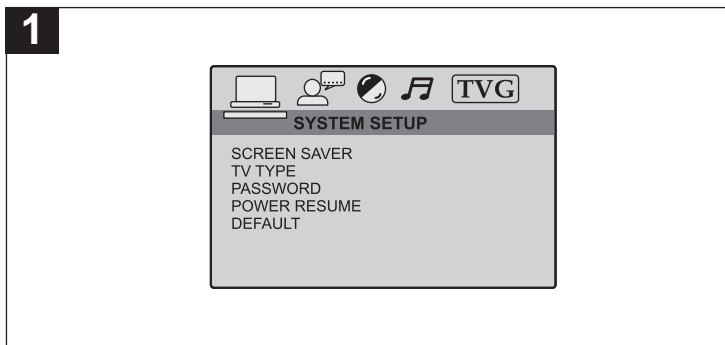 1
TVG
SYSTEM SETUP
SCREEN SAVER
TV TYPE
PASSWORD
POWER RESUME
DEFAULT